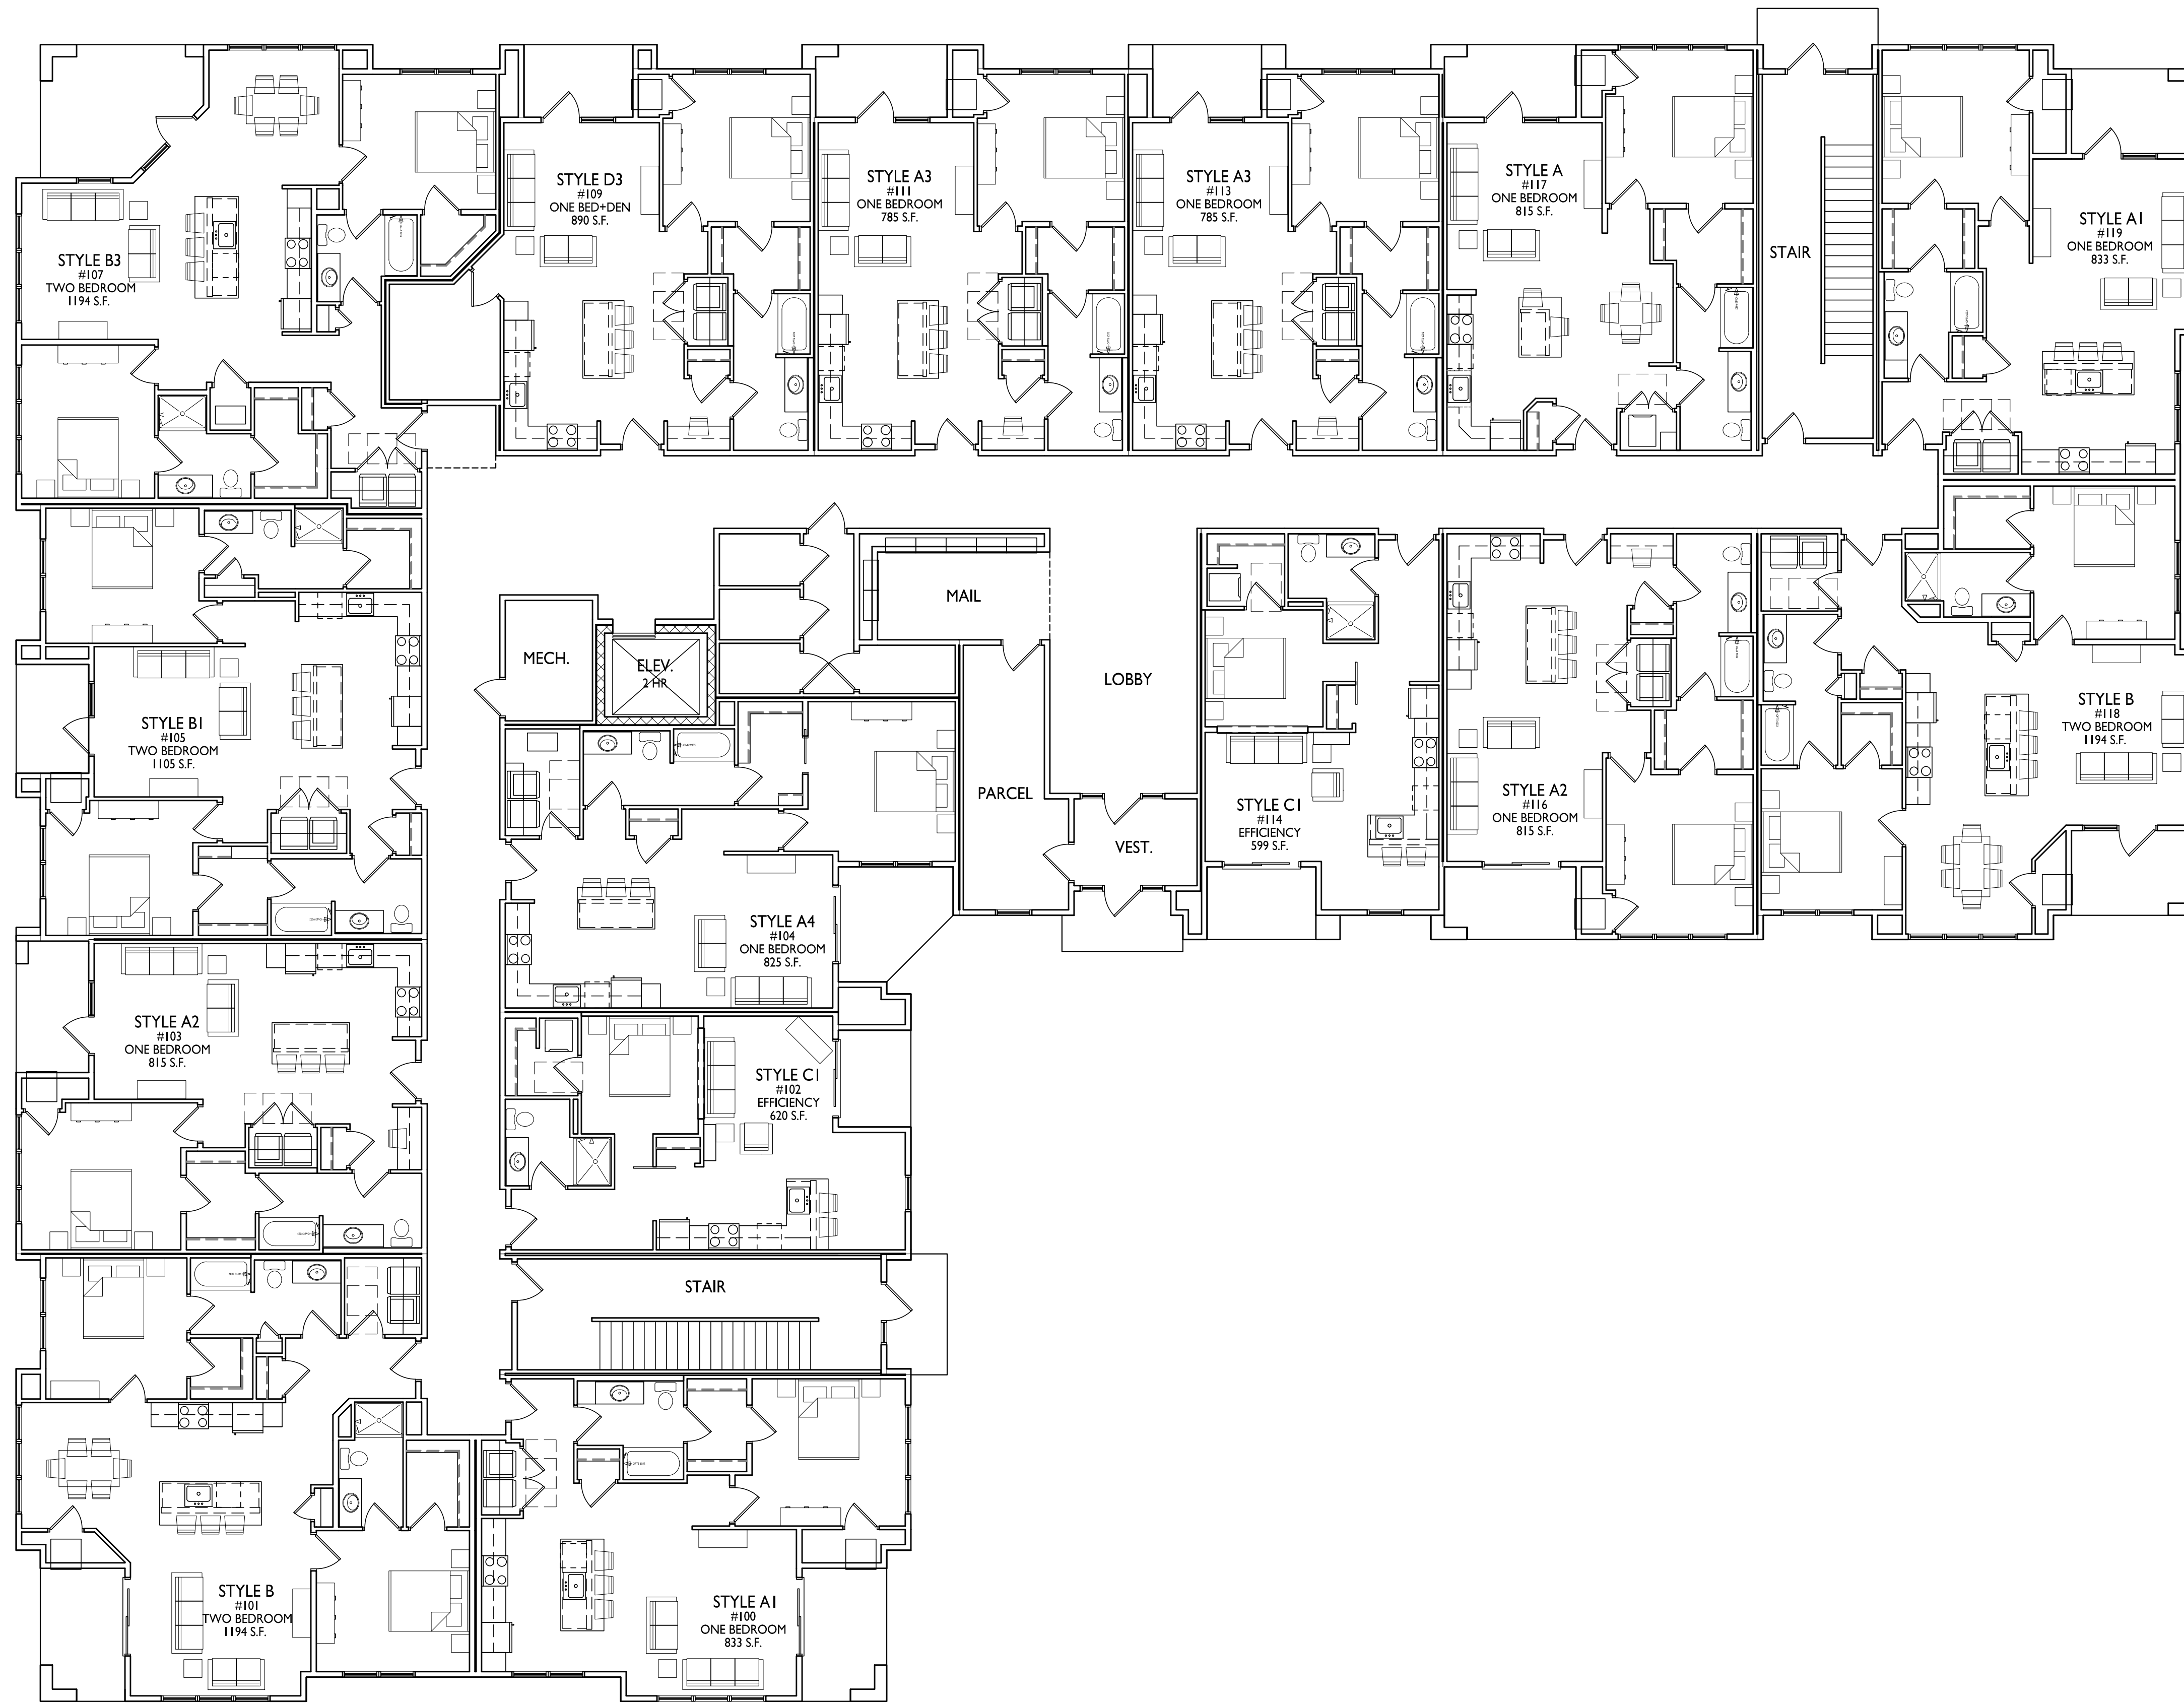 STYLE D3
#109
ONE BED+DEN
890 S.F.
STYLE A3
#111
ONE BEDROOM
785 S.F.
STYLE A3
#113
ONE BEDROOM
785 S.F.
STYLE A
#117
ONE BEDROOM
815 S.F.
STAIR
STYLE A1
#119
ONE BEDROOM
833 S.F.
STYLE B3
#107
TWO BEDROOM
1194 S.F.
MAIL
MECH.
ELEV.
2 HR
LOBBY
STYLE B1
#105
TWO BEDROOM
1105 S.F.
PARCEL
VEST.
STYLE C1
#114
EFFICIENCY
599 S.F.
STYLE A2
#116
ONE BEDROOM
815 S.F.
STYLE B
#118
TWO BEDROOM
1194 S.F.
STYLE A4
#104
ONE BEDROOM
825 S.F.
STYLE A2
#103
ONE BEDROOM
815 S.F.
STYLE C1
#102
EFFICIENCY
620 S.F.
STAIR
STYLE B
#101
TWO BEDROOM
1194 S.F.
STYLE A1
#100
ONE BEDROOM
833 S.F.